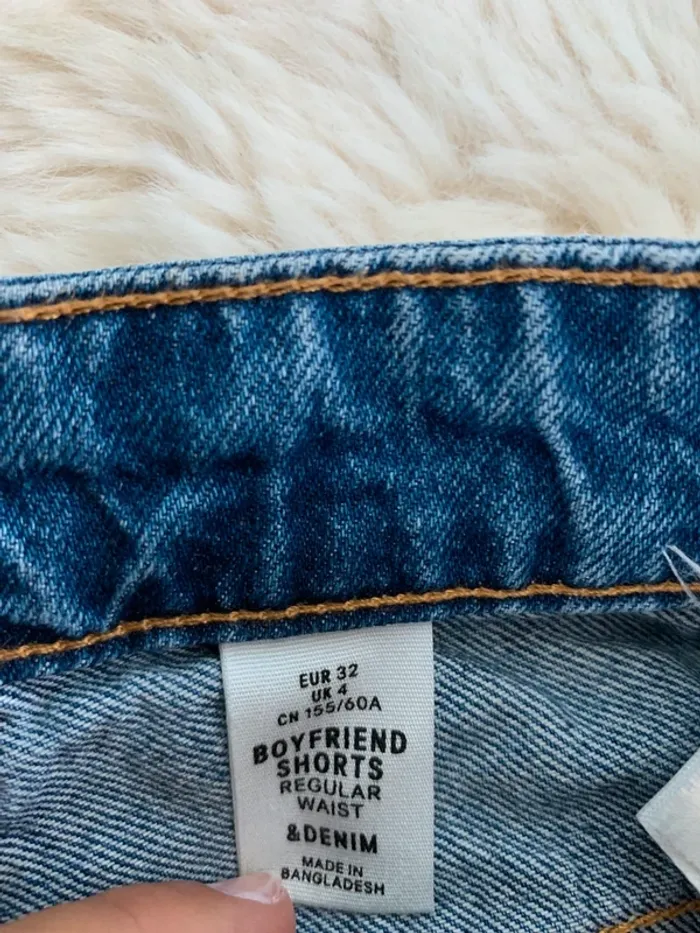 EUR 32
UK 4
CN 155/60A
BOYFRIEND
SHORTS
REGULAR
WAIST
&DENIM
MADE IN
BANGLADESH